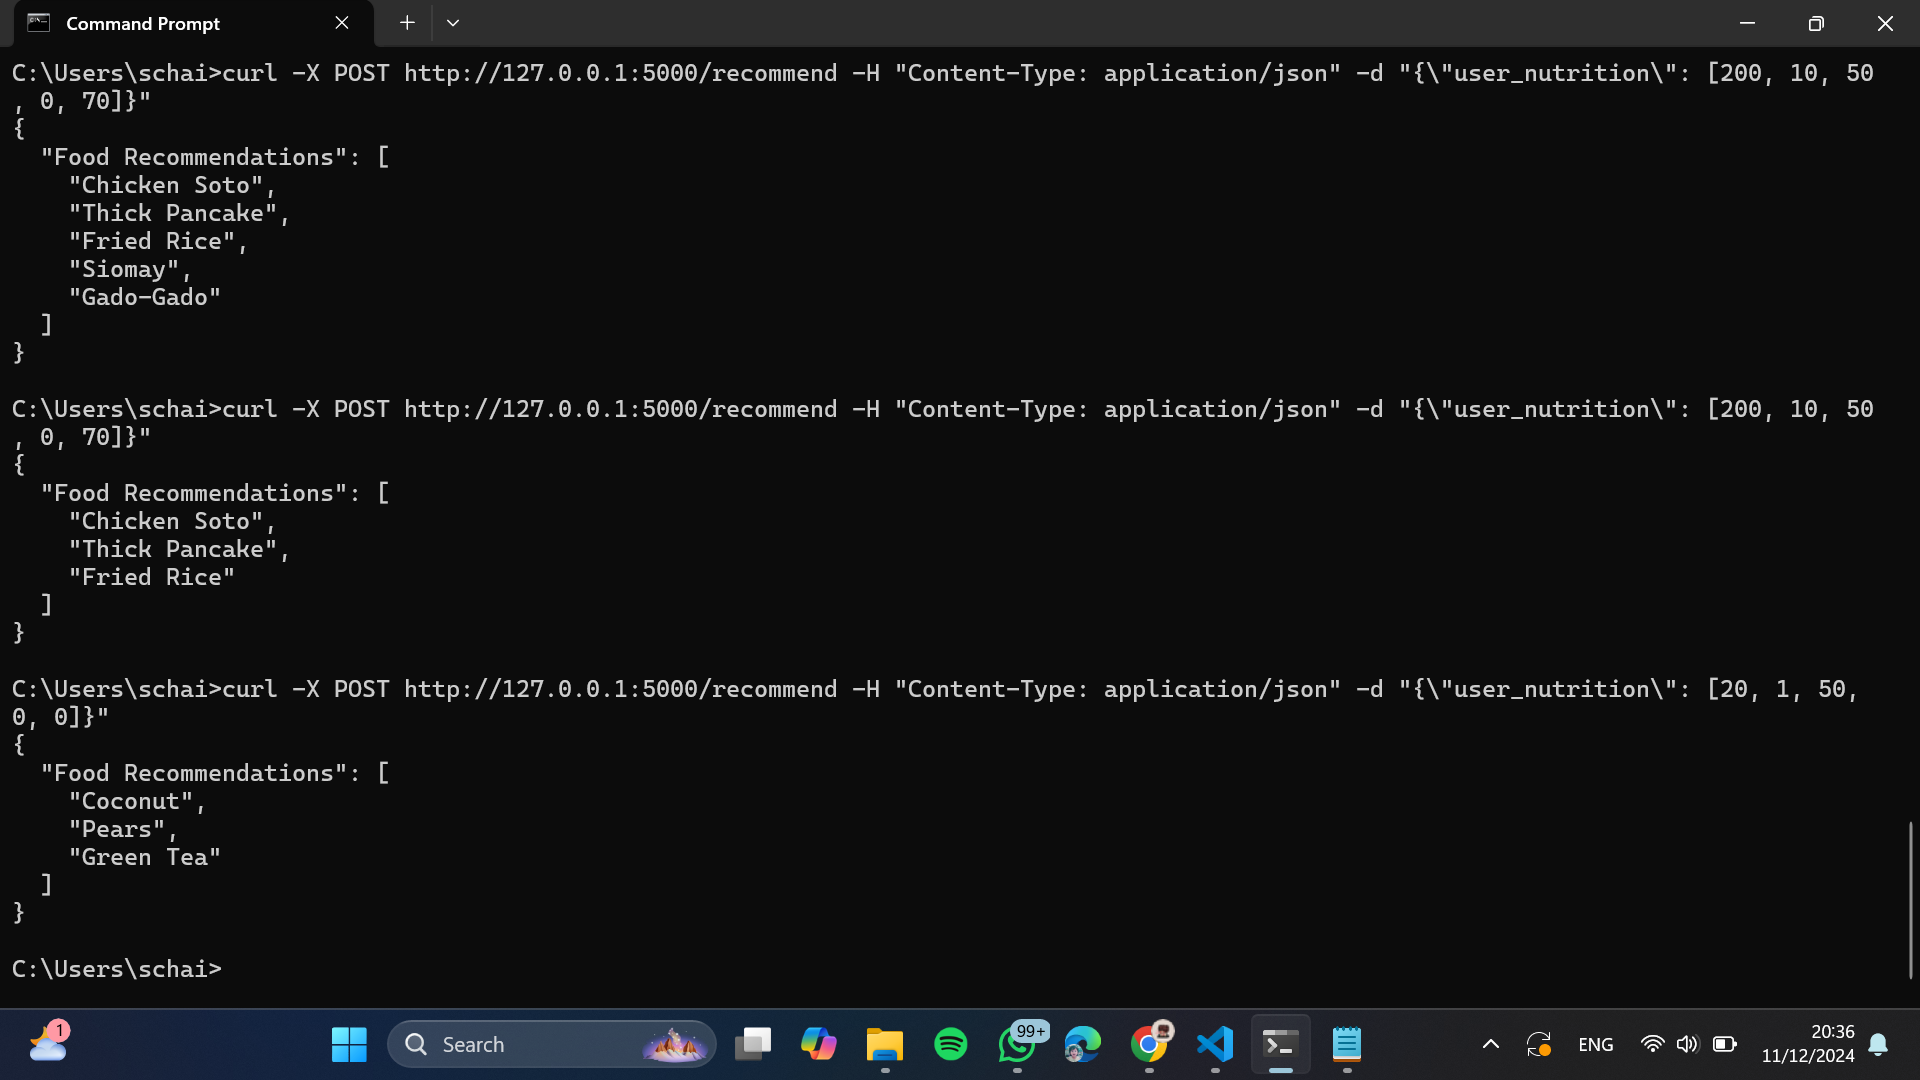 Command Prompt
C:\Users\schai>curl -X POST http://127.0.0.1:5000/recommend -H "Content-Type: application/json" -d "{\"user_nutrition\": [200, 10, 50
, 0, 70]}"
{
  "Food Recommendations": [
    "Chicken Soto",
    "Thick Pancake",
    "Fried Rice",
    "Siomay",
    "Gado-Gado"
  ]
}
C:\Users\schai>curl -X POST http://127.0.0.1:5000/recommend -H "Content-Type: application/json" -d "{\"user_nutrition\": [200, 10, 50
, 0, 70]}"
{
  "Food Recommendations": [
    "Chicken Soto",
    "Thick Pancake",
    "Fried Rice"
  ]
}
C:\Users\schai>curl -X POST http://127.0.0.1:5000/recommend -H "Content-Type: application/json" -d "{\"user_nutrition\": [20, 1, 50,
0, 0]}"
{
  "Food Recommendations": [
    "Coconut",
    "Pears",
    "Green Tea"
  ]
}
C:\Users\schai>
1
Search
99+
ENG
20:36
11/12/2024